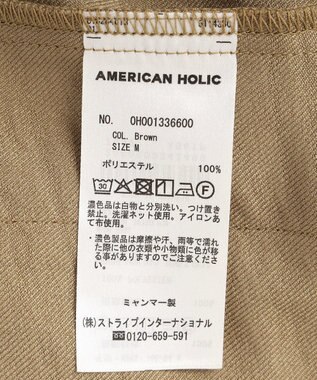 AMERICAN HOLIC
NO. OH001336600
COL. Brown
SIZE M
ポリエステル 100%
30 F
濃色品は白物と分別洗い。つけ置き
禁止。洗濯ネット使用。アイロンあ
て布使用。
・濃色製品は摩擦や汗、雨等で濡れ
た際に他の衣類や小物類に色が移
る事がありますのでご注意くださ
い。
ミャンマー製
(株)ストライプインターナショナル
0120-659-591